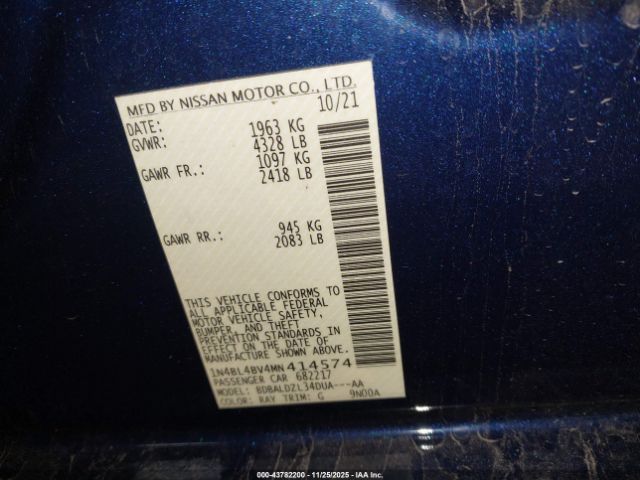 MFD BY NISSAN MOTOR CO., LTD.
DATE: 10/21
GVWR: 1963 KG
4328 LB
GAWR FR.: 1097 KG
2418 LB
GAWR RR.: 945 KG
2083 LB
THIS VEHICLE CONFORMS TO
ALL APPLICABLE FEDERAL
MOTOR VEHICLE SAFETY,
BUMPER, AND THEFT
PREVENTION STANDARDS IN
EFFECT ON THE DATE OF
MANUFACTURE SHOWN ABOVE.
1N4BL4BV4MN414574
PASSENGER CAR 682217
MODEL: BDBALDZL34DUA---AA
COLOR: RAY TRIM: G 9N00A
000-43782200 - 11/25/2025 - © IAA, Inc.